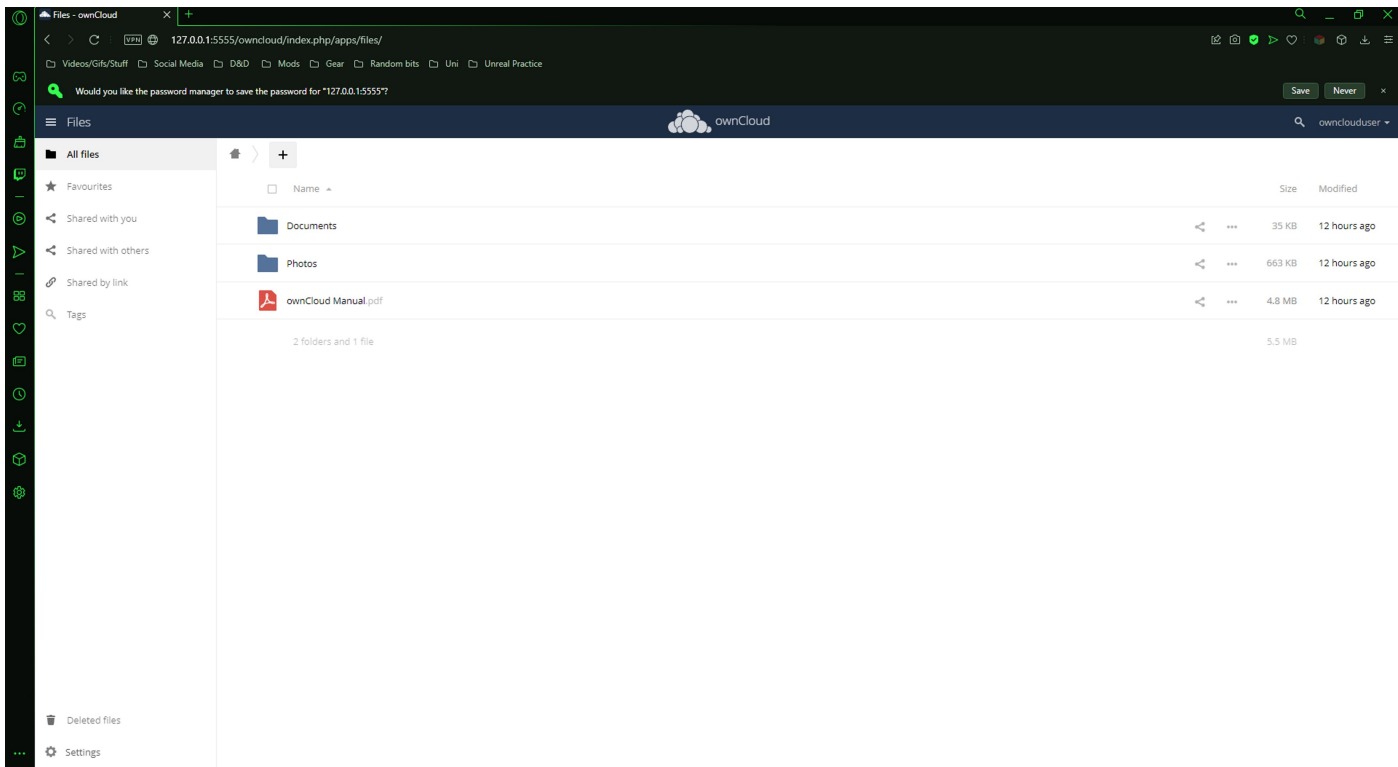 Files - ownCloud
VPN 127.0.0.1:5555/owncloud/index.php/apps/files/
Videos/Gifs/Stuff Social Media D&D Mods Gear Random bits Uni Unreal Practice
Would you like the password manager to save the password for "127.0.0.1:5555"? Save Never
Files ownCloud ownclouduser
All files
Favourites
Name Size Modified
Shared with you
Documents 35 KB 12 hours ago
Shared with others
Photos 663 KB 12 hours ago
Shared by link
ownCloud Manual.pdf 4.8 MB 12 hours ago
Tags
2 folders and 1 file 5.5 MB
Deleted files
Settings